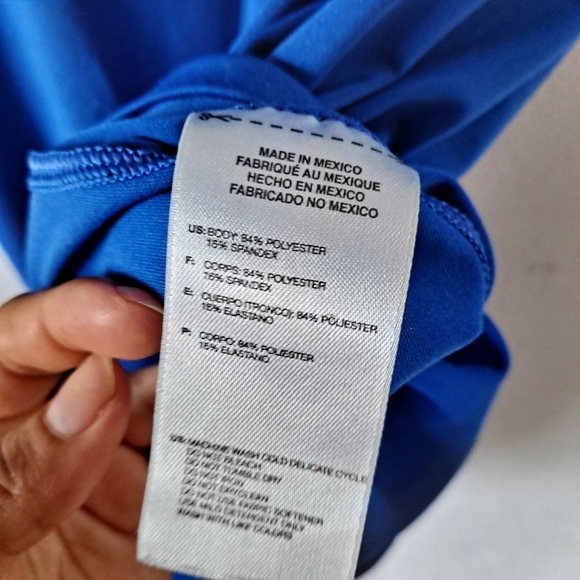 MADE IN MEXICO
FABRIQUÉ AU MEXIQUE
HECHO EN MEXICO
FABRICADO NO MEXICO
US: BODY: 84% POLYESTER
16% SPANDEX
F: CORPS: 84% POLYESTER
16% SPANDEX
E: CUERPO (TRONCO): 84% POLIESTER
16% ELASTANO
P: CORPO: 84% POLIESTER
16% ELASTANO
US: MACHINE WASH COLD DELICATE CYCLE
DO NOT BLEACH
DO NOT TUMBLE DRY
DO NOT IRON
DO NOT DRYCLEAN
DO NOT USE FABRIC SOFTENER
USE MILD DETERGENT ONLY
WASH WITH LIKE COLORS